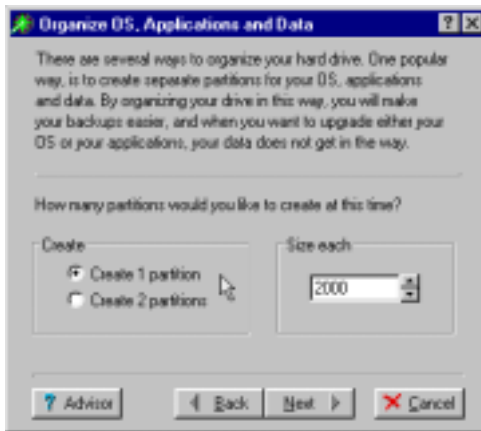 Organize OS, Applications and Data
There are several ways to organize your hard drive. One popular
way, is to create separate partitions for your OS, applications
and data. By organizing your drive in this way, you will make
your backups easier, and when you want to upgrade either your
OS or your applications, your data does not get in the way.
How many partitions would you like to create at this time?
Create
Create 1 partition
Create 2 partitions
Size each
2000
? Advisor
Back
Next
Cancel